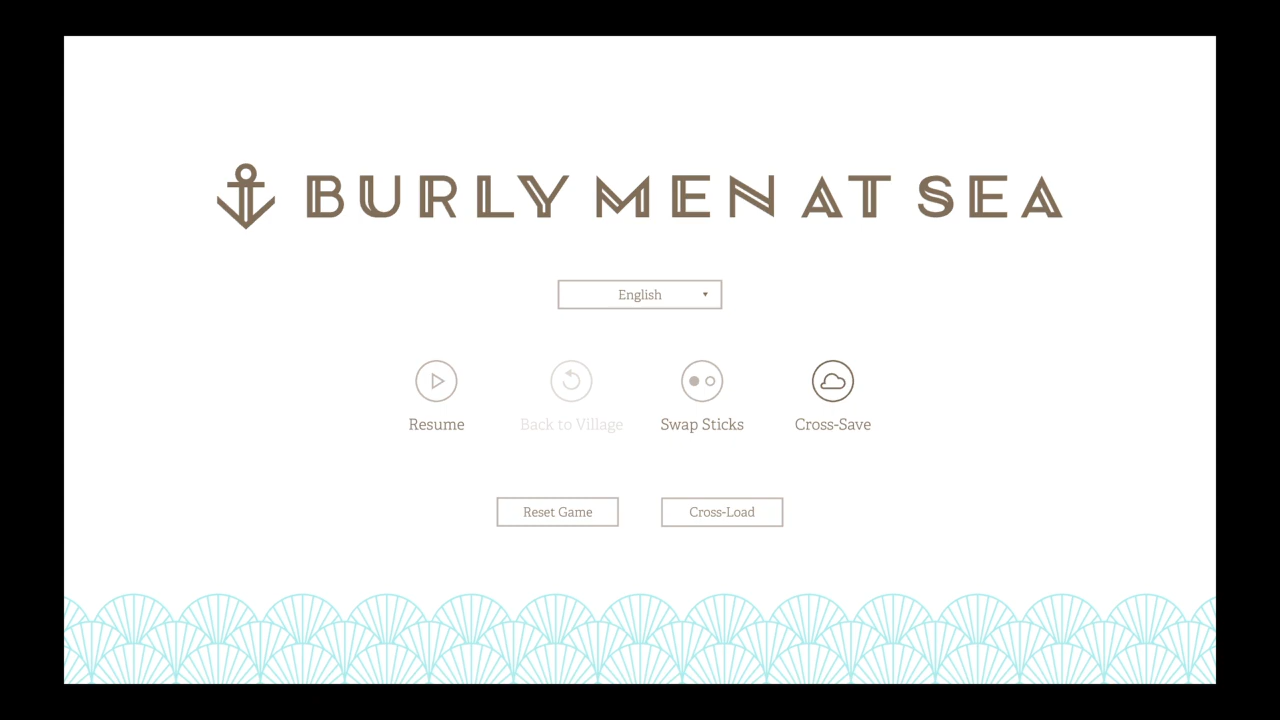 BURLY MEN AT SEA
English
Resume Back to Village Swap Sticks Cross-Save
Reset Game Cross-Load